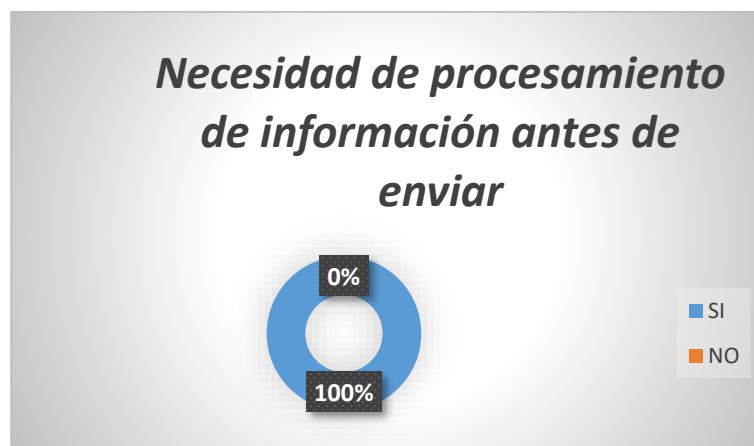 Necesidad de procesamiento
de información antes de
enviar
0%
100%
SI
NO